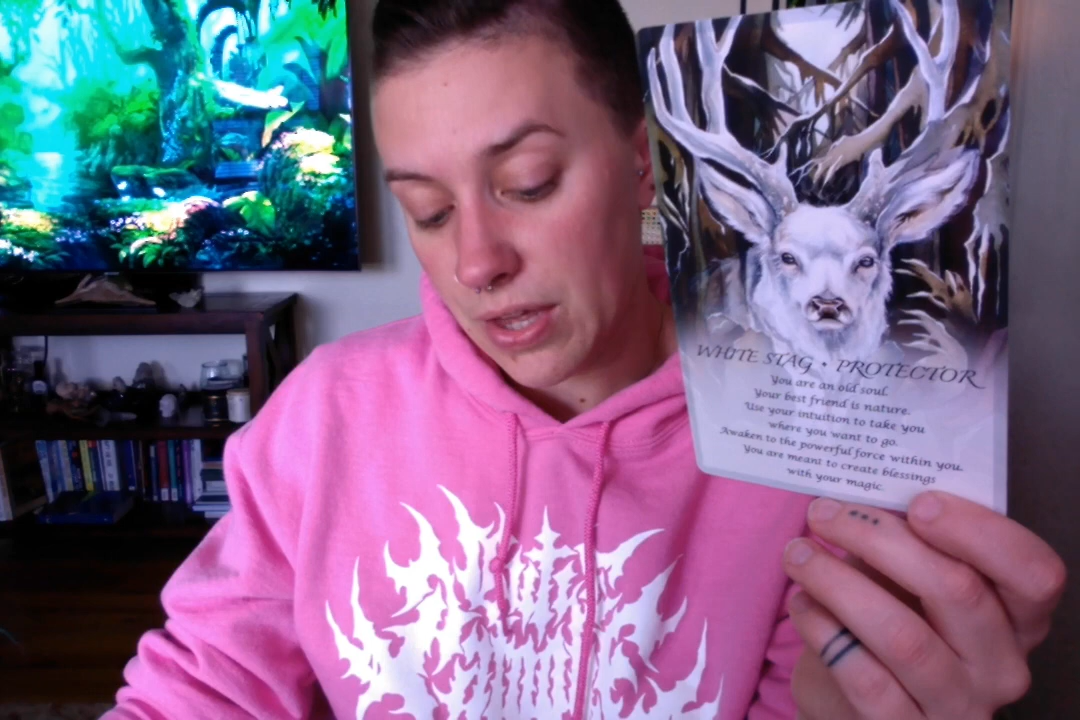 WHITE STAG • PROTECTOR
You are an old soul.
Your best friend is nature.
Use your intuition to take you
where you want to go.
Awaken to the powerful force within you.
You are meant to create blessings
with your magic.